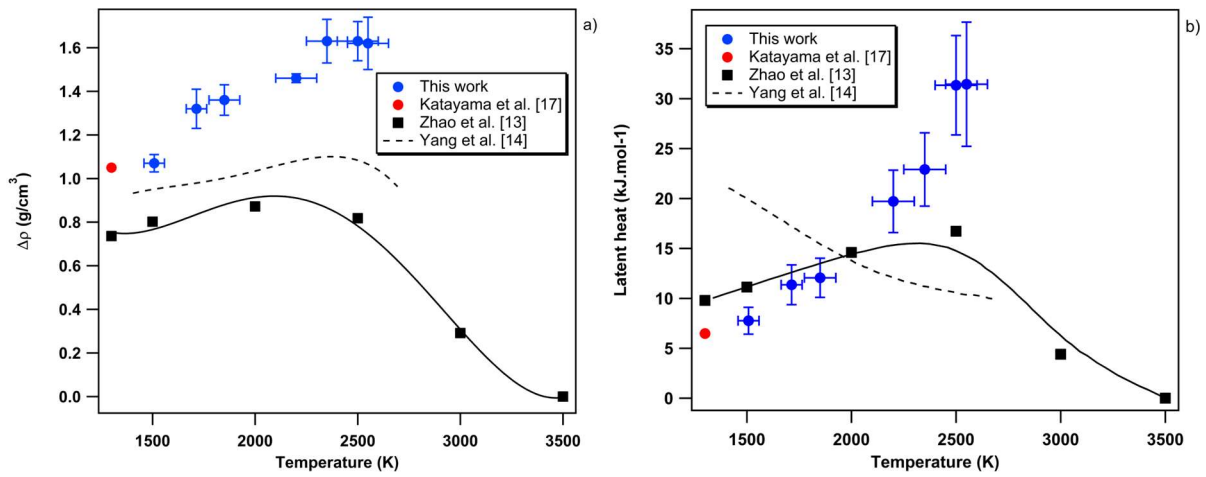 a)
1.6
1.4
1.2
1.0
0.8
0.6
0.4
0.2
0.0
Δρ (g/cm³)
This work
Katayama et al. [17]
Zhao et al. [13]
Yang et al. [14]
1500
2000
2500
3000
3500
Temperature (K)
b)
35
30
25
20
15
10
5
0
Latent heat (kJ.mol-1)
This work
Katayama et al. [17]
Zhao et al. [13]
Yang et al. [14]
1500
2000
2500
3000
3500
Temperature (K)